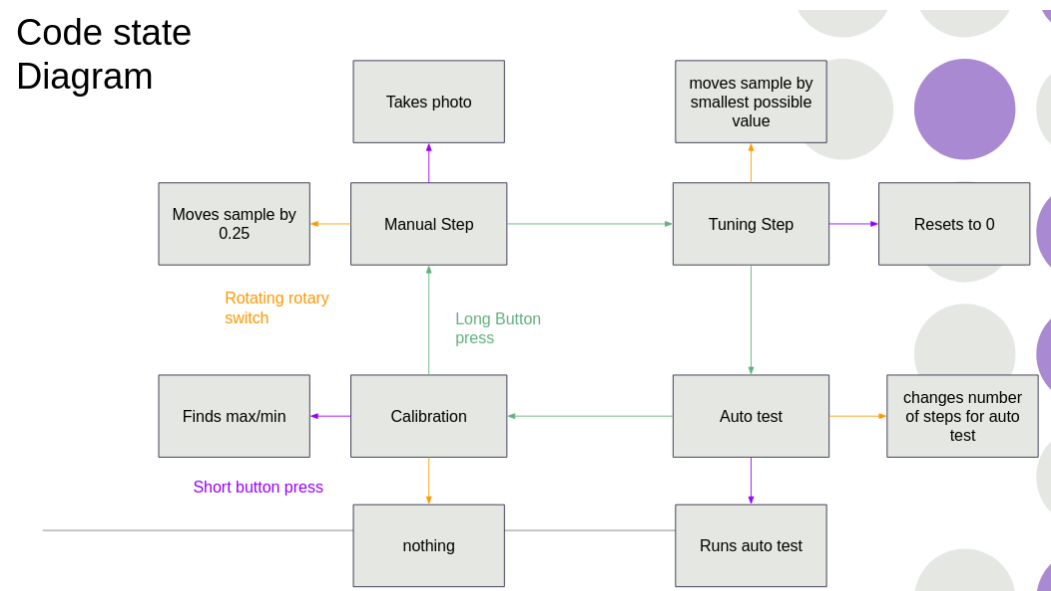 Code state
Diagram
Takes photo
moves sample by
smallest possible
value
Moves sample by
0.25
Manual Step
Tuning Step
Resets to 0
Rotating rotary
switch
Long Button
press
Finds max/min
Calibration
Auto test
changes number
of steps for auto
test
Short button press
nothing
Runs auto test